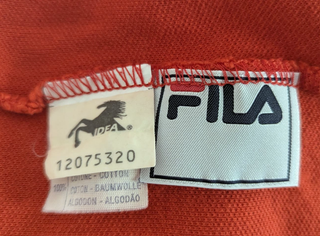 IDEA®
12075320
FILA
COTONE - COTTON
100% COTON - BAUMWOLLE
ALGODON - ALGODÃO